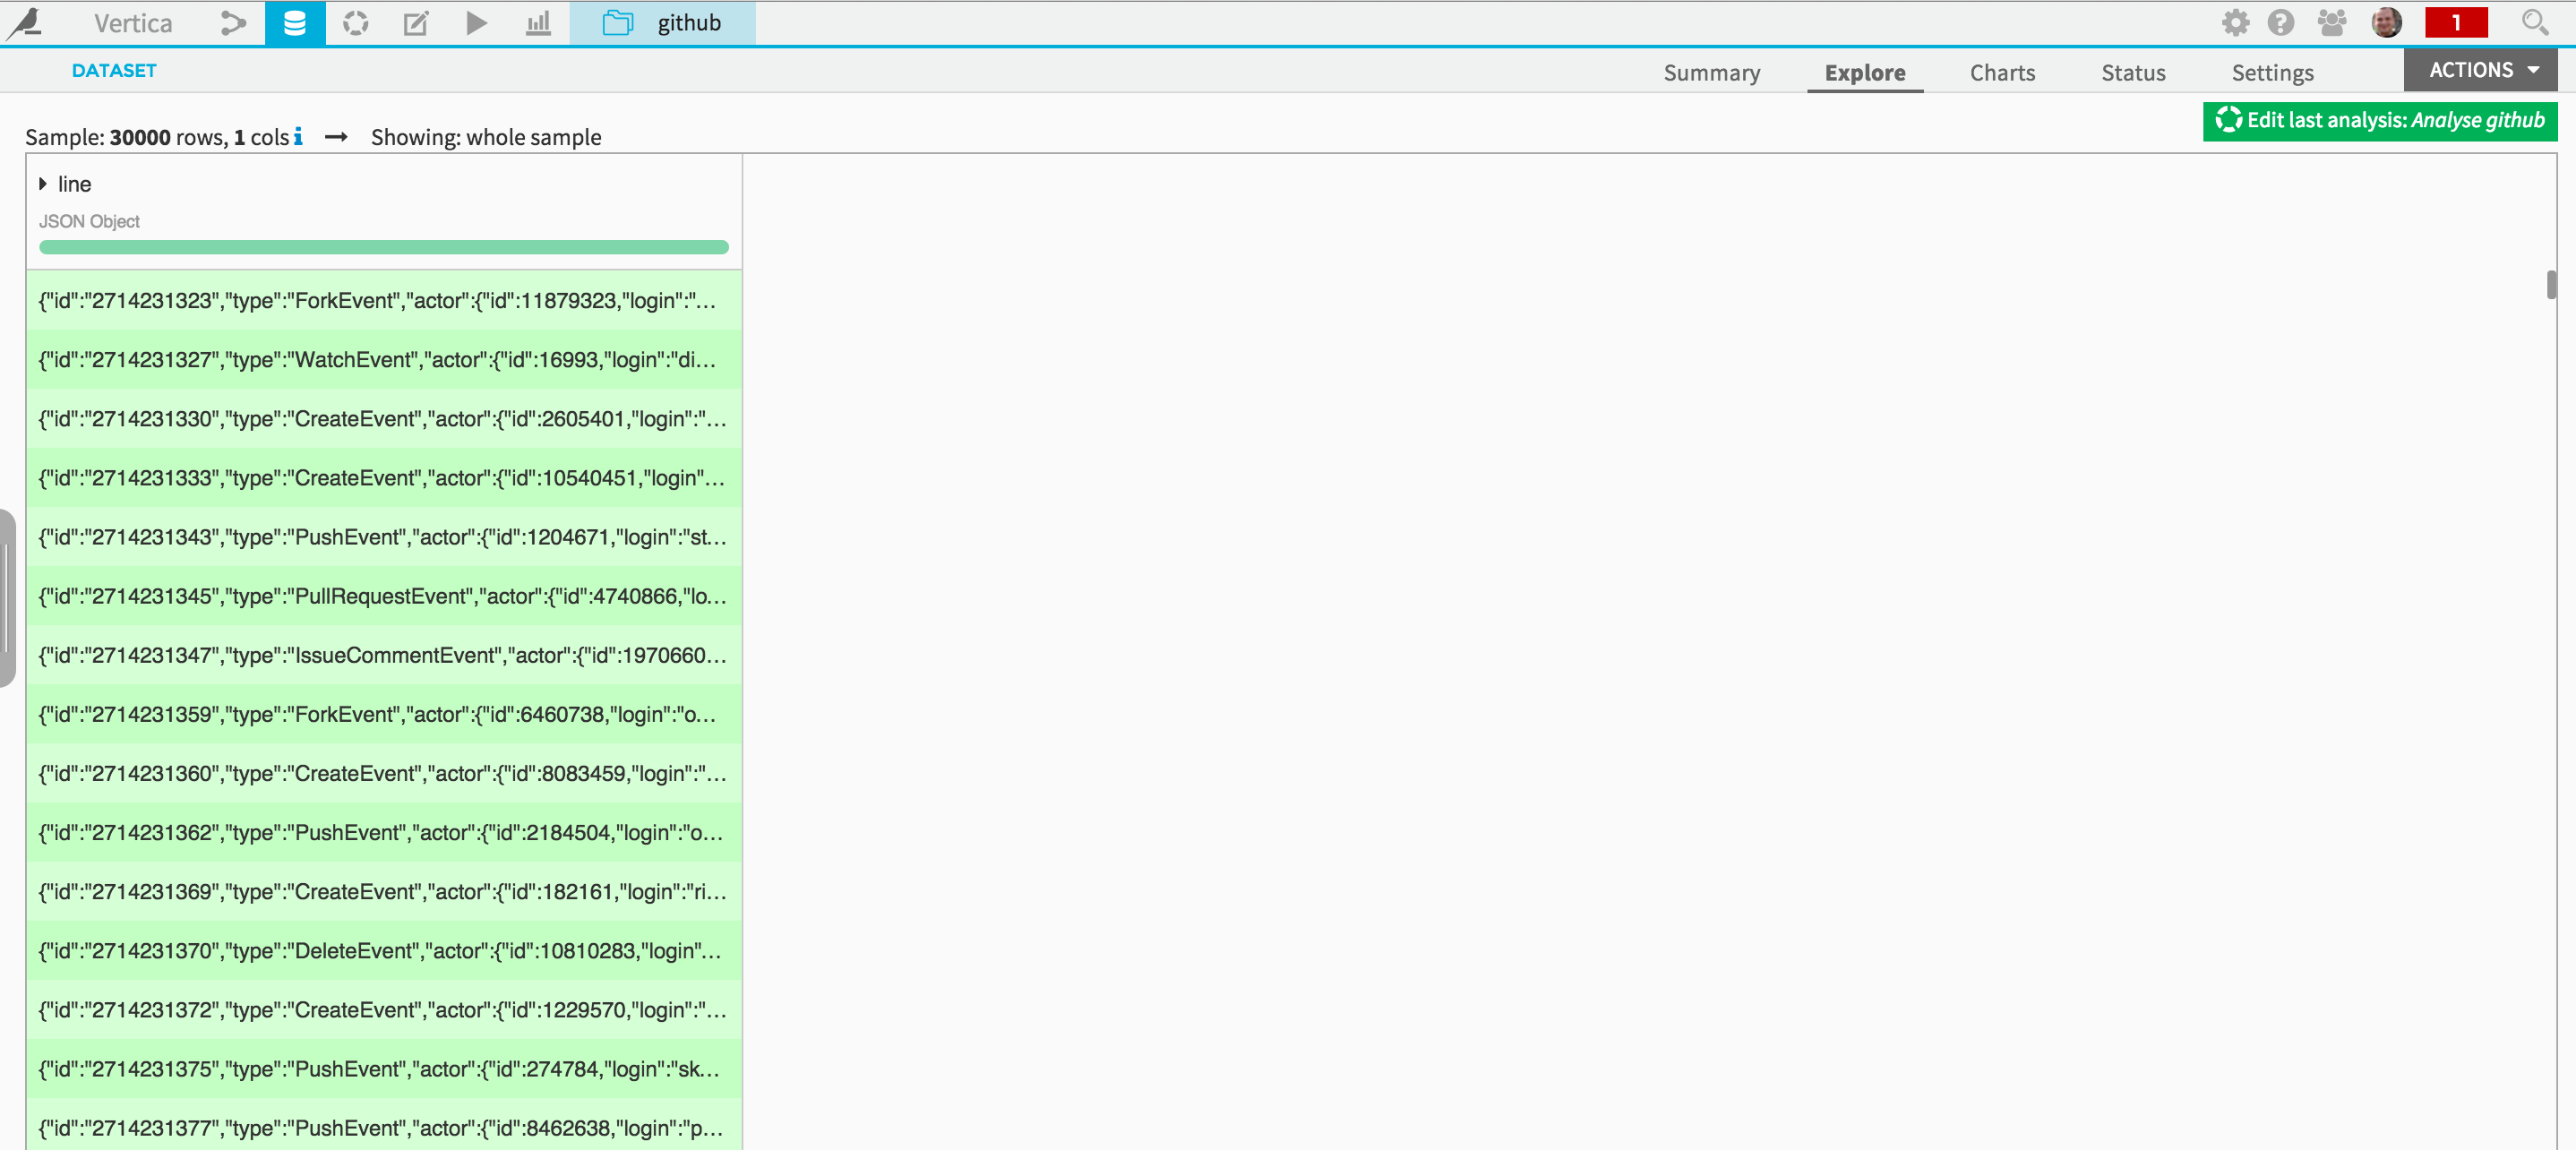 Vertica github 1
DATASET Summary Explore Charts Status Settings ACTIONS
Edit last analysis: Analyse github
Sample: 30000 rows, 1 cols i → Showing: whole sample
line
JSON Object
{"id":"2714231323","type":"ForkEvent","actor":{"id":11879323,"login":"...
{"id":"2714231327","type":"WatchEvent","actor":{"id":16993,"login":"di...
{"id":"2714231330","type":"CreateEvent","actor":{"id":2605401,"login":"...
{"id":"2714231333","type":"CreateEvent","actor":{"id":10540451,"login"...
{"id":"2714231343","type":"PushEvent","actor":{"id":1204671,"login":"st...
{"id":"2714231345","type":"PullRequestEvent","actor":{"id":4740866,"lo...
{"id":"2714231347","type":"IssueCommentEvent","actor":{"id":1970660...
{"id":"2714231359","type":"ForkEvent","actor":{"id":6460738,"login":"o...
{"id":"2714231360","type":"CreateEvent","actor":{"id":8083459,"login":"...
{"id":"2714231362","type":"PushEvent","actor":{"id":2184504,"login":"o...
{"id":"2714231369","type":"CreateEvent","actor":{"id":182161,"login":"ri...
{"id":"2714231370","type":"DeleteEvent","actor":{"id":10810283,"login"...
{"id":"2714231372","type":"CreateEvent","actor":{"id":1229570,"login":"...
{"id":"2714231375","type":"PushEvent","actor":{"id":274784,"login":"sk...
{"id":"2714231377","type":"PushEvent","actor":{"id":8462638,"login":"p...